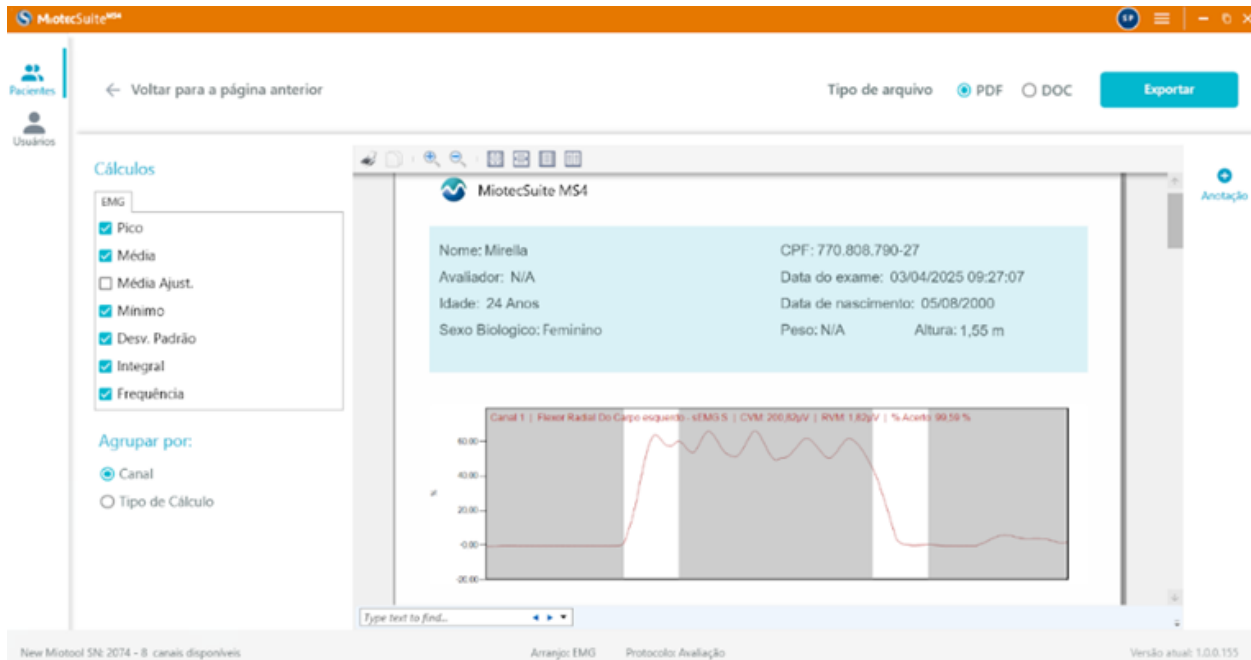 MiotecSuite MS4
SP
Pacientes
Usuários
Voltar para a página anterior
Tipo de arquivo PDF DOC Exportar
Cálculos
EMG
Pico
Média
Média Ajust.
Mínimo
Desv. Padrão
Integral
Frequência
Agrupar por:
Canal
Tipo de Cálculo
MiotecSuite MS4
Nome: Mirella CPF: 770.808.790-27
Avaliador: N/A Data do exame: 03/04/2025 09:27:07
Idade: 24 Anos Data de nascimento: 05/08/2000
Sexo Biologico: Feminino Peso: N/A Altura: 1,55 m
Canal 1 | Flexor Radial Do Carpo esquerdo - sEMG S | CVM: 200,82µV | RVM: 1,82µV | % Acerto: 99,59 %
60.00
40.00
%
20.00
-0.00
-20.00
Anotação
Type text to find...
New Miotool SN: 2074 - 8 canais disponíveis Arranjo: EMG Protocolo: Avaliação Versão atual: 1.0.0.155